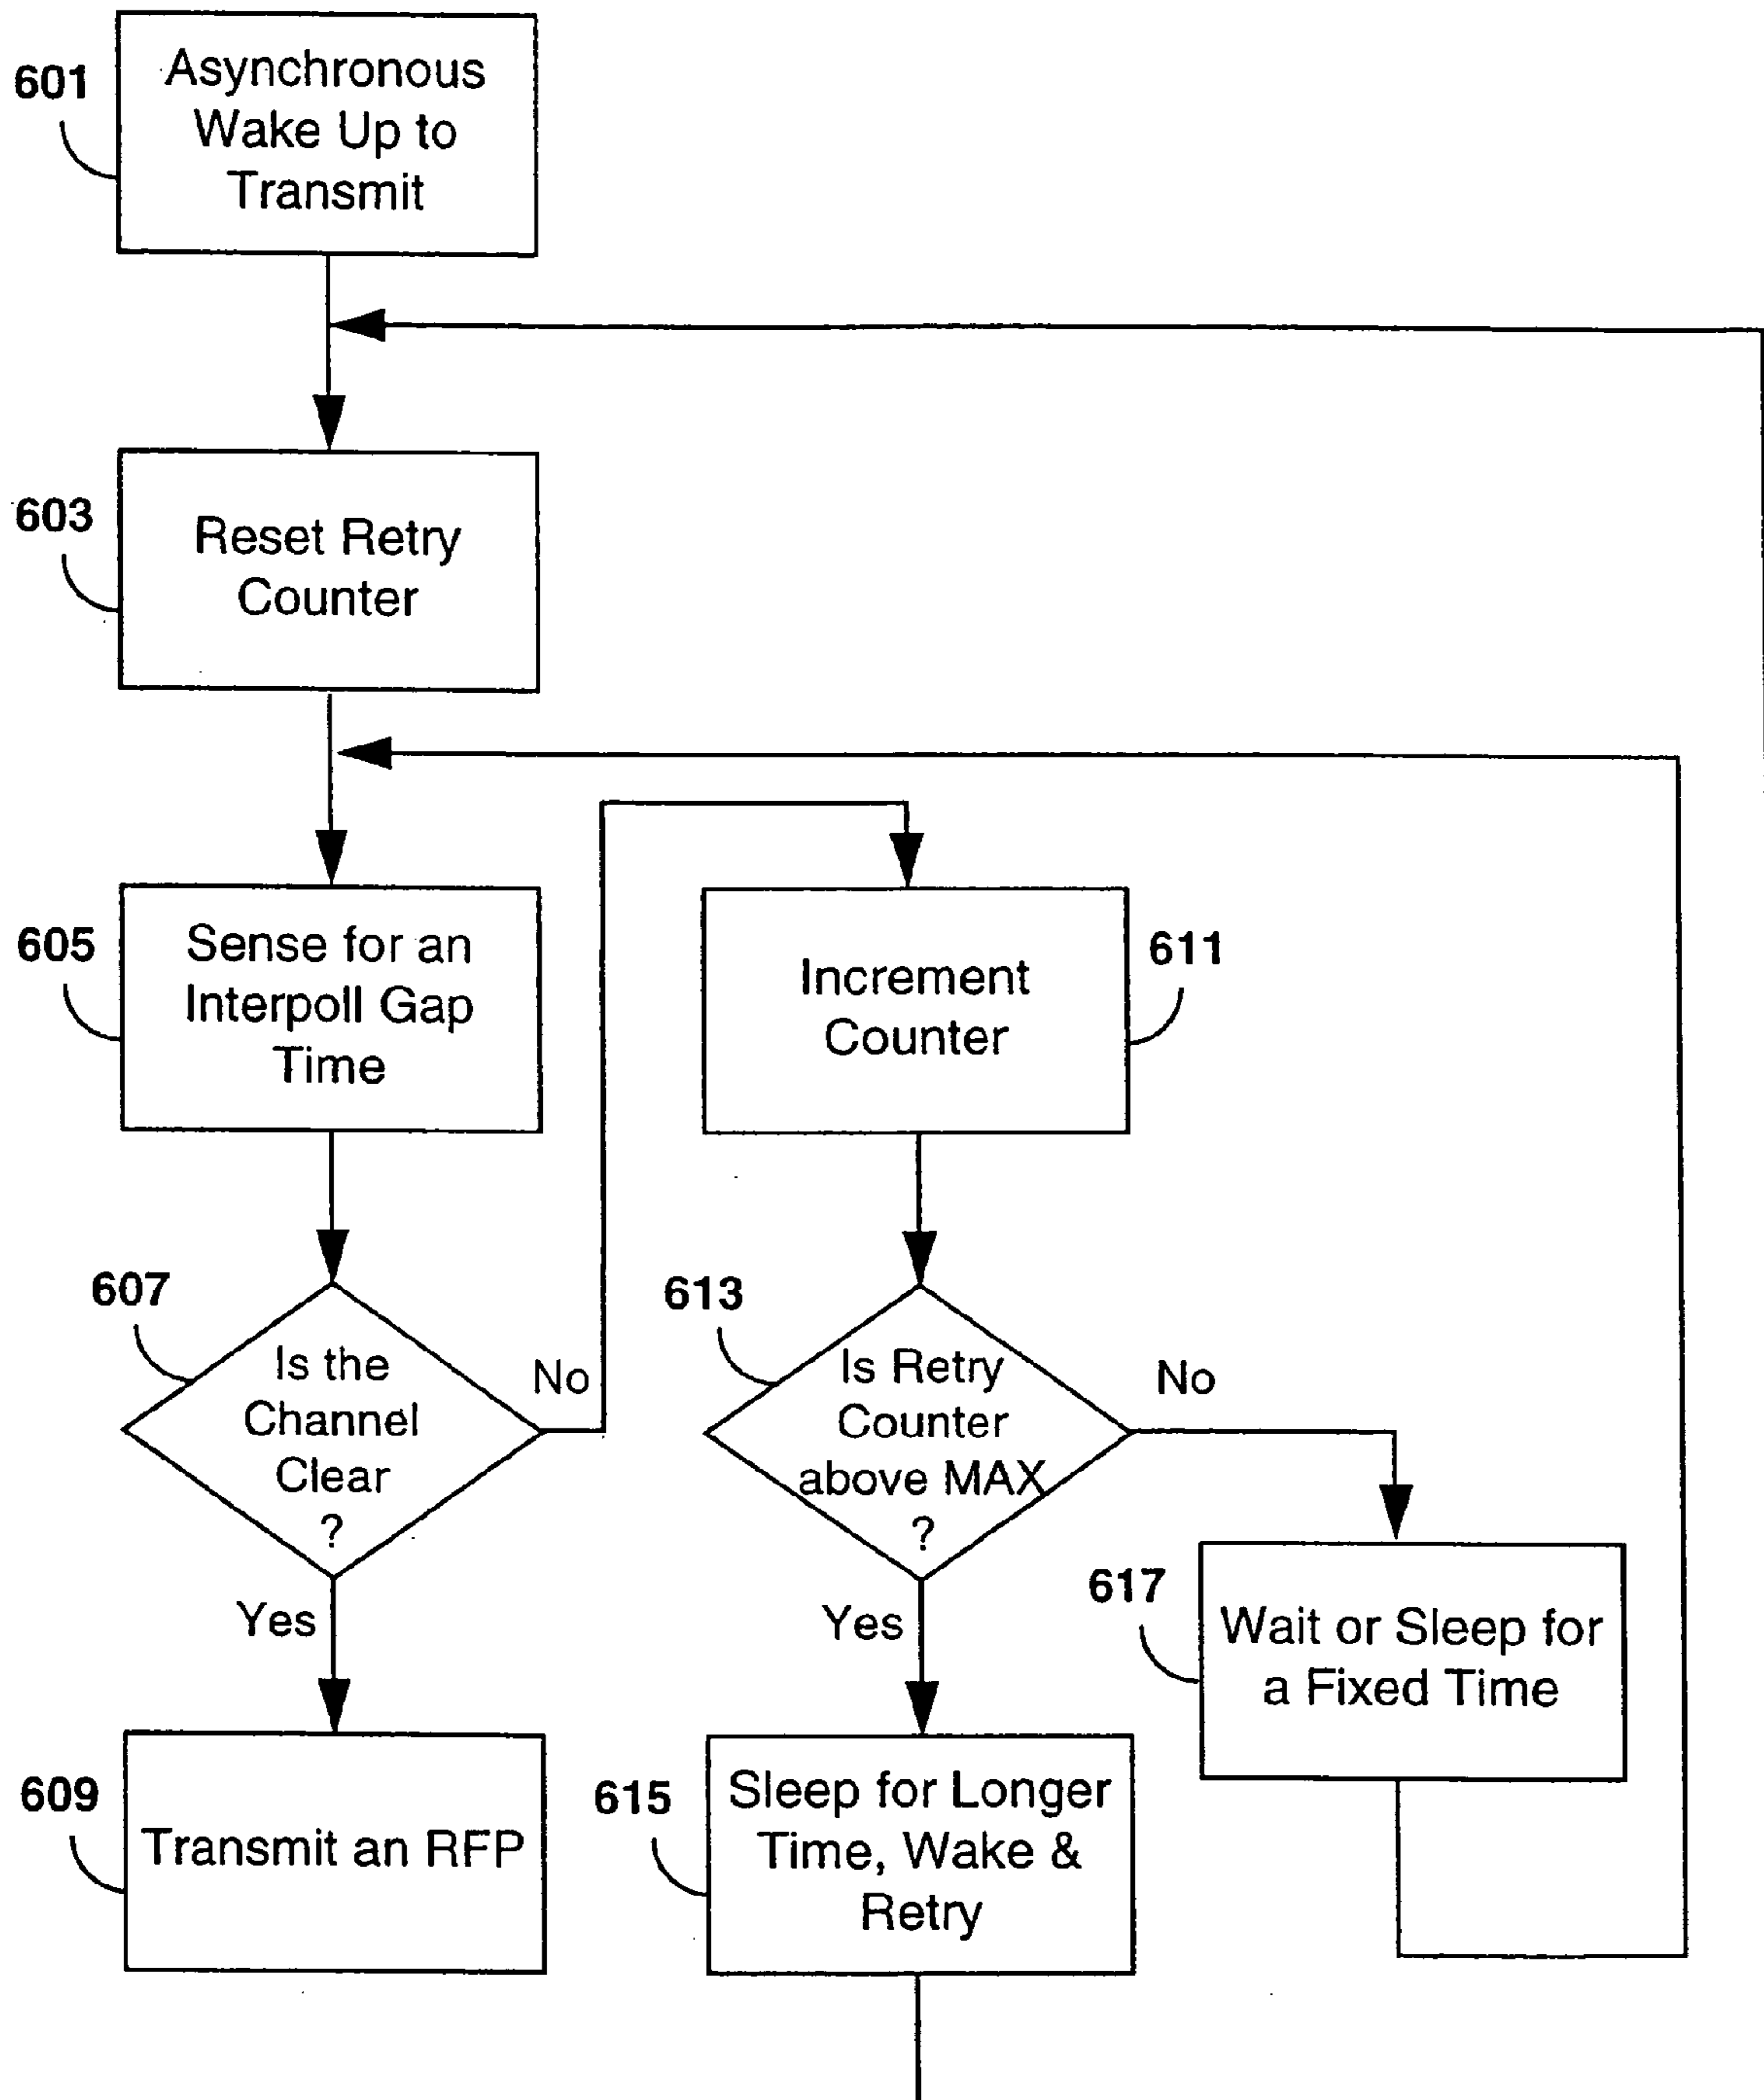 601
Asynchronous
Wake Up to
Transmit
603
Reset Retry
Counter
605
Sense for an
Interpoll Gap
Time
Increment
Counter
611
607
Is the
Channel
Clear
?
No
Yes
613
Is Retry
Counter
above MAX
?
No
Yes
617
Wait or Sleep for
a Fixed Time
609
Transmit an RFP
615
Sleep for Longer
Time, Wake &
Retry